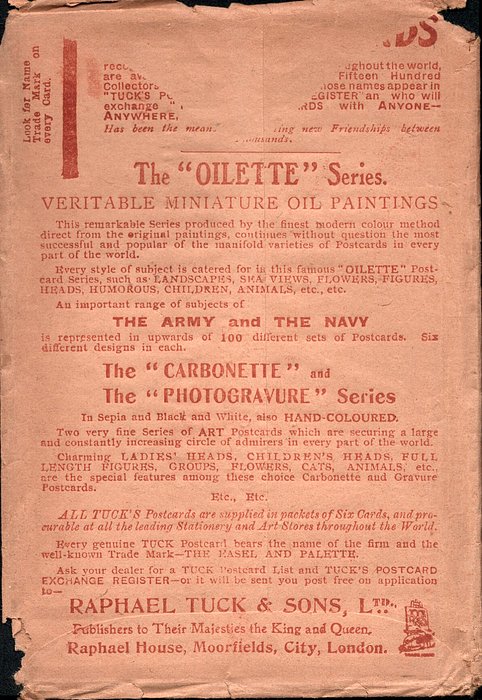 Look for Name
Trade Mark on
every Card.
RDS
ughout the world,
are Fifteen Hundred
Collectors hose names appear in
"TUCK'S EGISTER" an who will
exchange " RDS with ANYONE—
ANYWHERE,
Has been the mean ing new Friendships between
housands.
The "OILETTE" Series.
VERITABLE MINIATURE OIL PAINTINGS
This remarkable Series produced by the finest modern colour method
direct from the original paintings, continues without question the most
successful and popular of the manifold varieties of Postcards in every
part of the world.
Every style of subject is catered for in this famous "OILETTE" Post-
card Series, such as LANDSCAPES, SEA VIEWS, FLOWERS, FIGURES,
HEADS, HUMOROUS, CHILDREN, ANIMALS, etc., etc.
An important range of subjects of
THE ARMY and THE NAVY
is represented in upwards of 100 different sets of Postcards. Six
different designs in each.
The "CARBONETTE" and
The "PHOTOGRAVURE" Series
In Sepia and Black and White, also HAND-COLOURED.
Two very fine Series of ART Postcards which are securing a large
and constantly increasing circle of admirers in every part of the world.
Charming LADIES' HEADS, CHILDREN'S HEADS, FULL
LENGTH FIGURES, GROUPS, FLOWERS, CATS, ANIMALS, etc.,
are the special features among these choice Carbonette and Gravure
Postcards.
Etc., Etc.
ALL TUCK'S Postcards are supplied in packets of Six Cards, and pro-
curable at all the leading Stationery and Art Stores throughout the World.
Every genuine TUCK Postcard bears the name of the firm and the
well-known Trade Mark—THE EASEL AND PALETTE.
Ask your dealer for a TUCK Postcard List and TUCK'S POSTCARD
EXCHANGE REGISTER—or it will be sent you post free on application
to—
RAPHAEL TUCK & SONS, LTD.,
Publishers to Their Majesties the King and Queen,
Raphael House, Moorfields, City, London.